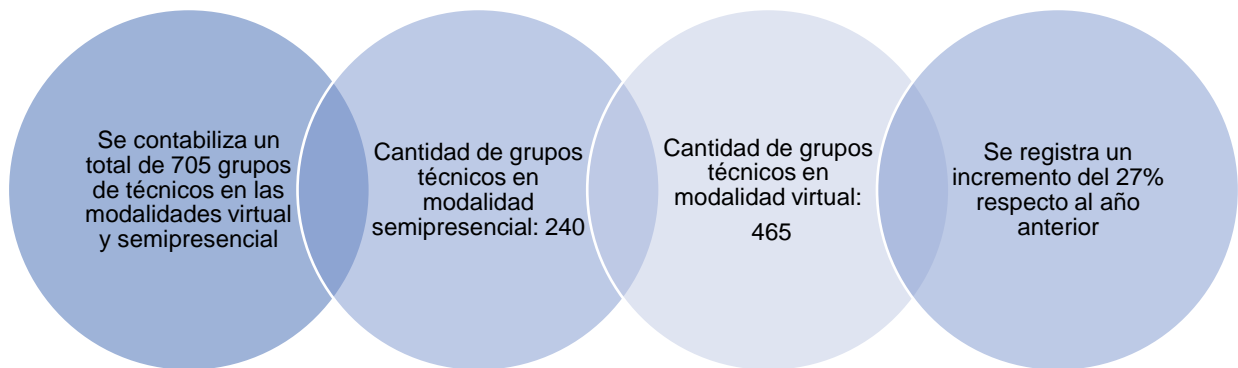 Se contabiliza un
total de 705 grupos
de técnicos en las
modalidades virtual
y semipresencial
Cantidad de grupos
técnicos en
modalidad
semipresencial: 240
Cantidad de grupos
técnicos en
modalidad virtual:
465
Se registra un
incremento del 27%
respecto al año
anterior